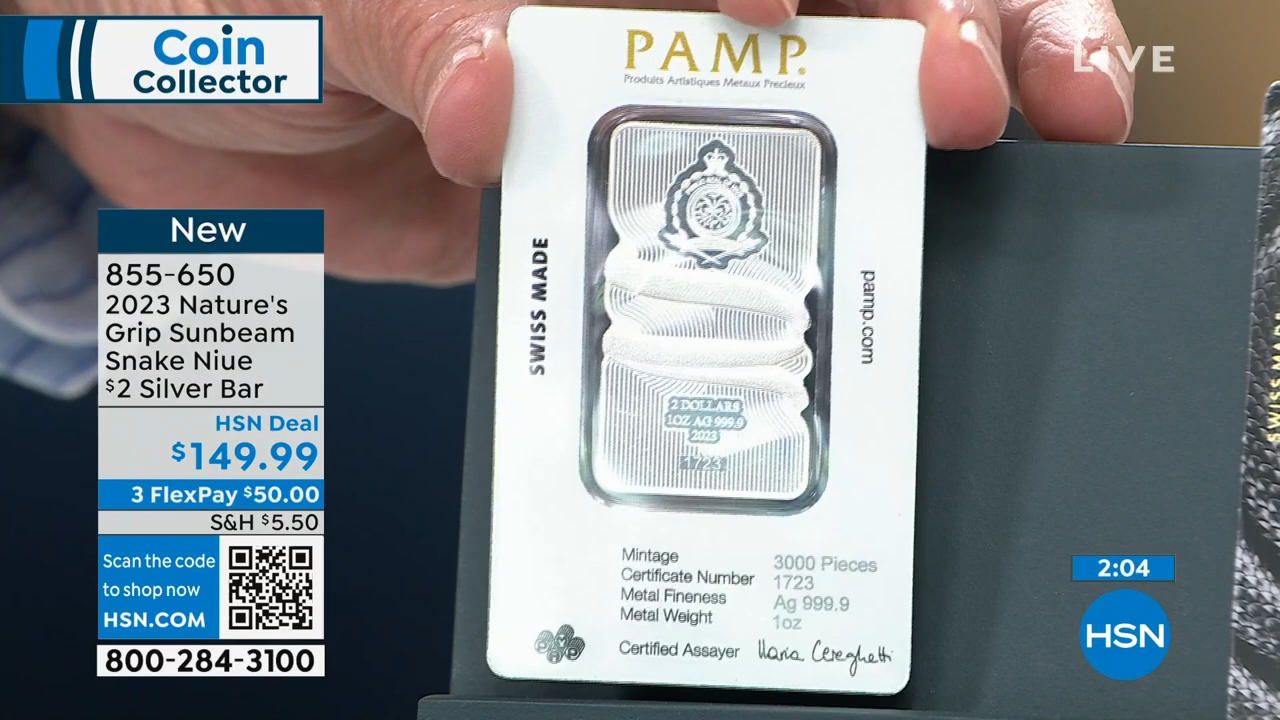 Coin
Collector
LIVE
New
855-650
2023 Nature's
Grip Sunbeam
Snake Niue
$2 Silver Bar
HSN Deal
$149.99
3 FlexPay $50.00
S&H $5.50
Scan the code
to shop now
HSN.COM
800-284-3100
PAMP.
Produits Artistiques Metaux Precieux
SWISS MADE
pamp.com
2 DOLLARS
1OZ AG 999.9
2023
1723
Mintage 3000 Pieces
Certificate Number 1723
Metal Fineness Ag 999.9
Metal Weight 1oz
Certified Assayer
2:04
HSN